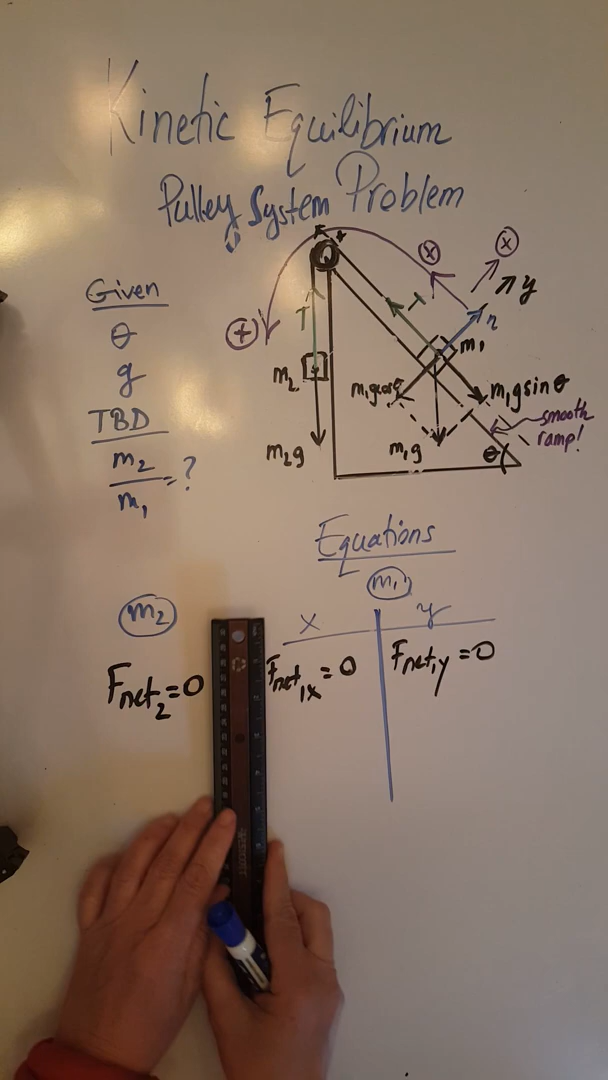 Kinetic Equilibrium
Pulley System Problem
Given
θ
g
TBD
m₂/m₁ = ?
T
m₂
m₂g
T
n
y
x
x
+
m₁
m₁gcosθ
m₁g
m₁gsinθ
smooth
ramp!
θ
Equations
m₂
m₁
x
y
Fnet₂ = 0
Fnet₁x = 0
Fnet₁y = 0
WESTCOTT